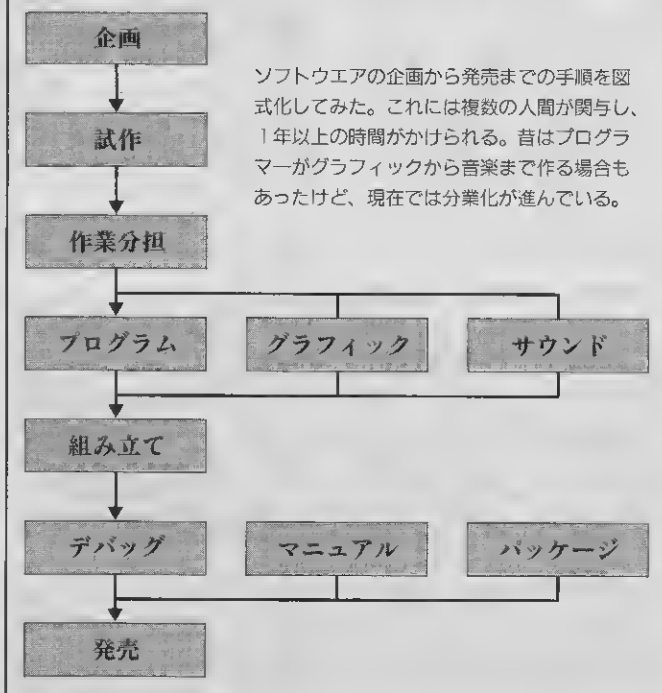 企画
ソフトウエアの企画から発売までの手順を図
式化してみた。これには複数の人間が関与し、
1年以上の時間がかけられる。昔はプログラ
マーがグラフィックから音楽まで作る場合も
あったけど、現在では分業化が進んでいる。
試作
作業分担
プログラム
グラフィック
サウンド
組み立て
デバッグ
マニュアル
パッケージ
発売